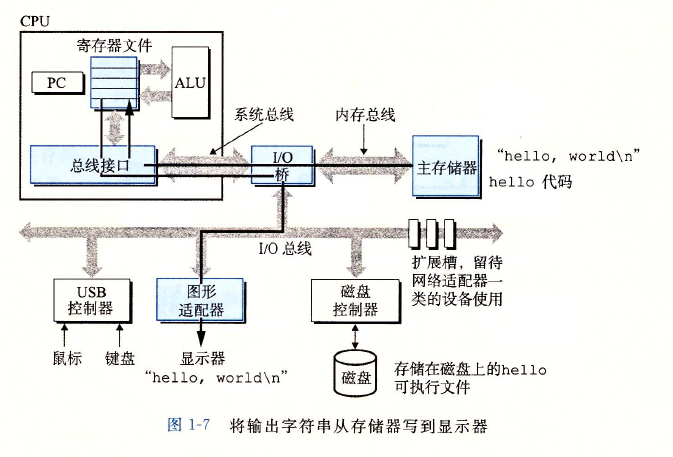 CPU
寄存器文件
PC
ALU
系统总线
内存总线
总线接口
I/O
桥
主存储器
“hello, world\n”
hello 代码
I/O 总线
扩展槽，留待
网络适配器一
类的设备使用
USB
控制器
图形
适配器
磁盘
控制器
鼠标
键盘
显示器
“hello, world\n”
磁盘
存储在磁盘上的hello
可执行文件
图 1-7 将输出字符串从存储器写到显示器